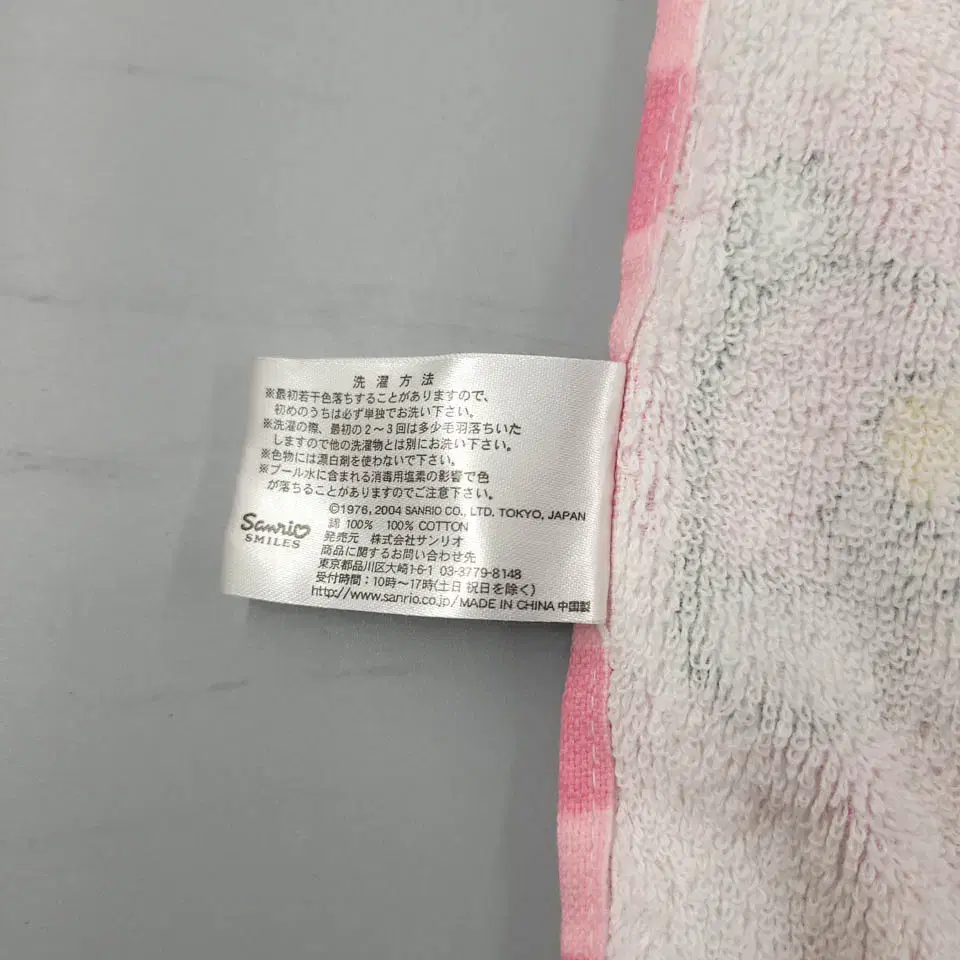 洗濯方法
※最初若干色落ちすることがありますので、
初めのうちは必ず単独でお洗い下さい。
※洗濯の際、最初の2〜3回は多少毛羽落ちいた
しますので他の洗濯物とは別にお洗い下さい。
※色物には漂白剤を使わないで下さい。
※プール水に含まれる消毒用塩素の影響で色
が落ちることがありますのでご注意下さい。
©1976, 2004 SANRIO CO., LTD. TOKYO, JAPAN
綿 100% 100% COTTON
Sanrio
SMILES
発売元 株式会社サンリオ
商品に関するお問い合わせ先
東京都品川区大崎1-6-1 03-3779-8148
受付時間：10時〜17時(土日 祝日を除く)
http://www.sanrio.co.jp/ MADE IN CHINA 中国製